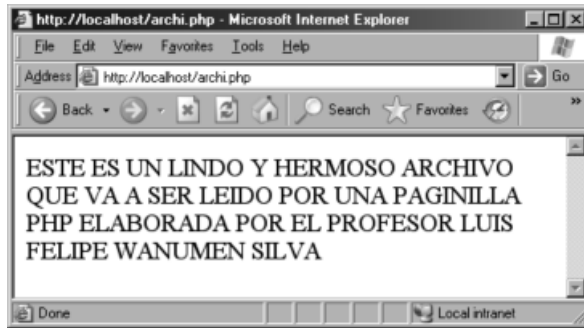 http://localhost/archi.php - Microsoft Internet Explorer
File Edit View Favorites Tools Help
Address http://localhost/archi.php Go
Back Search Favorites »
ESTE ES UN LINDO Y HERMOSO ARCHIVO
QUE VA A SER LEIDO POR UNA PAGINILLA
PHP ELABORADA POR EL PROFESOR LUIS
FELIPE WANUMEN SILVA
Done Local intranet